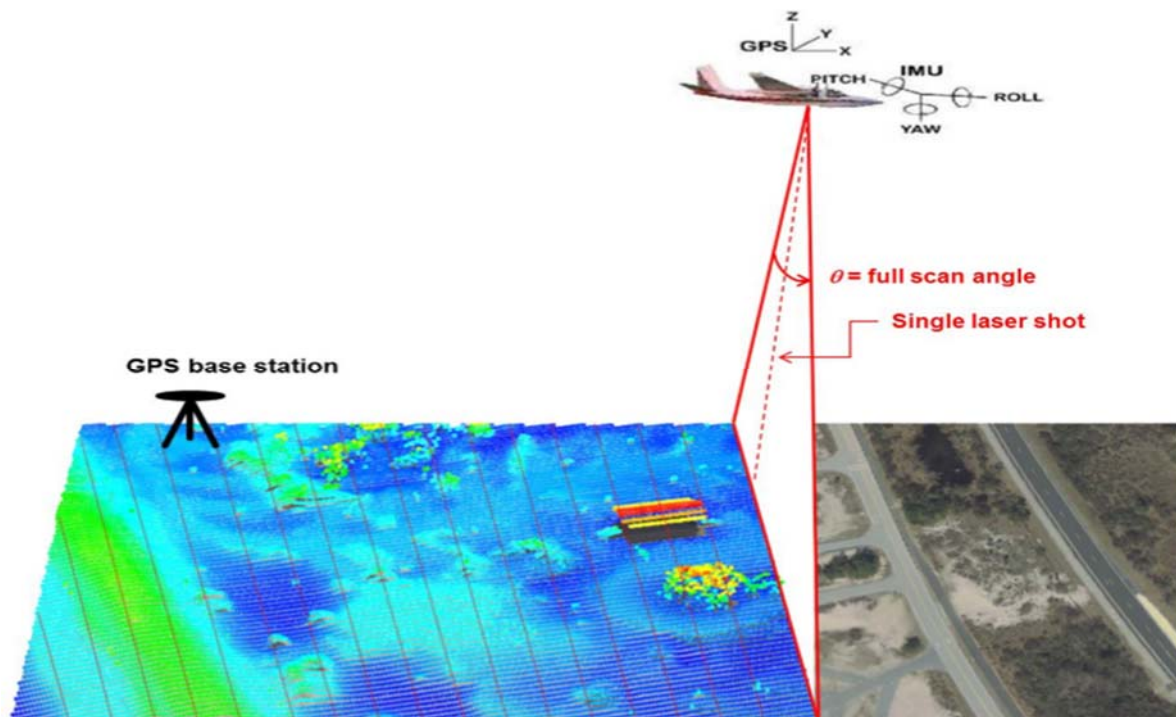 Z
Y
GPS
X
PITCH
IMU
ROLL
YAW
θ = full scan angle
Single laser shot
GPS base station